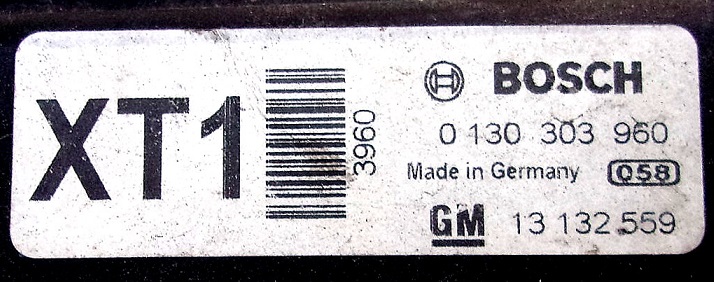 XT1
3960
BOSCH
0 130 303 960
Made in Germany 058
GM 13 132 559